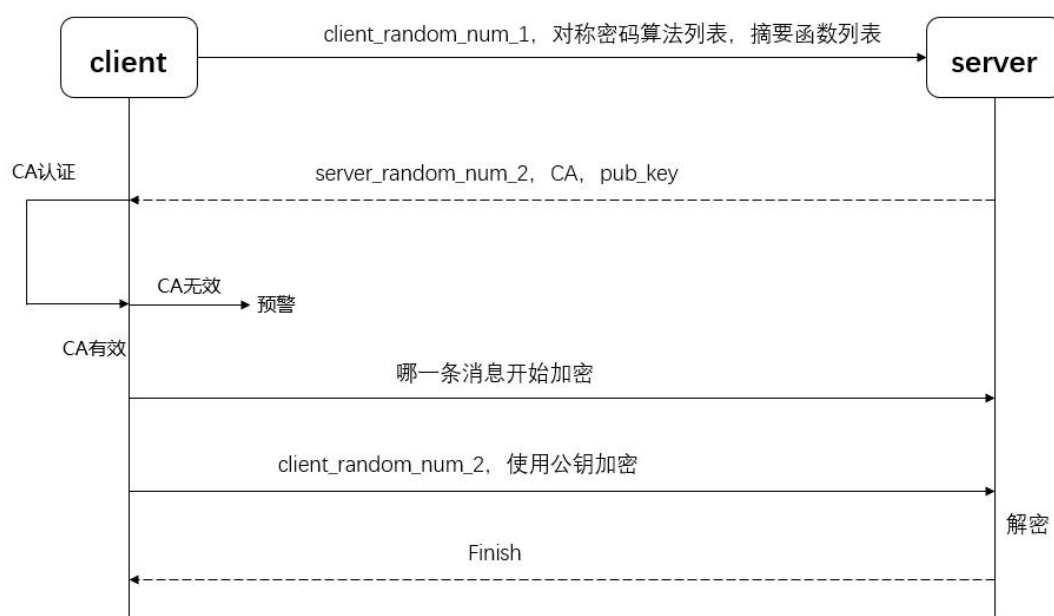 client_random_num_1，对称密码算法列表，摘要函数列表
client
server
CA认证
server_random_num_2，CA，pub_key
CA无效
预警
CA有效
哪一条消息开始加密
client_random_num_2，使用公钥加密
解密
Finish